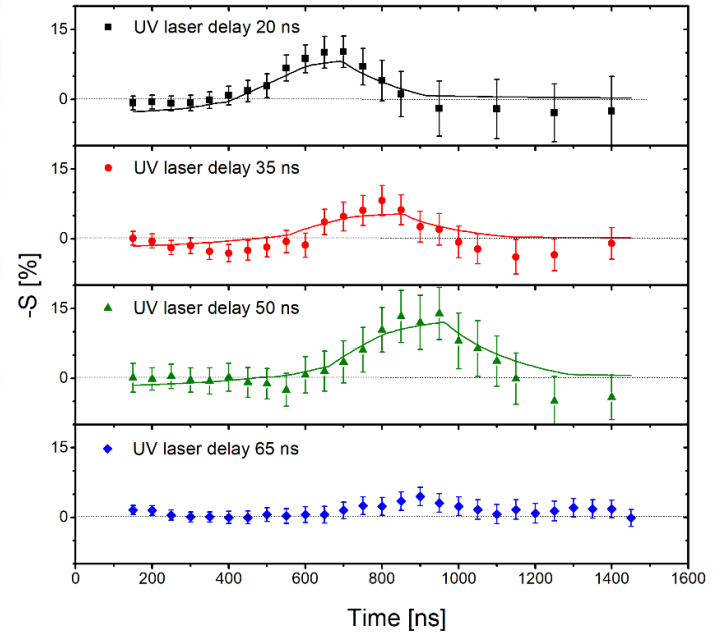 UV laser delay 20 ns
15
0
UV laser delay 35 ns
15
0
-S [%]
UV laser delay 50 ns
15
0
UV laser delay 65 ns
15
0
0 200 400 600 800 1000 1200 1400 1600
Time [ns]